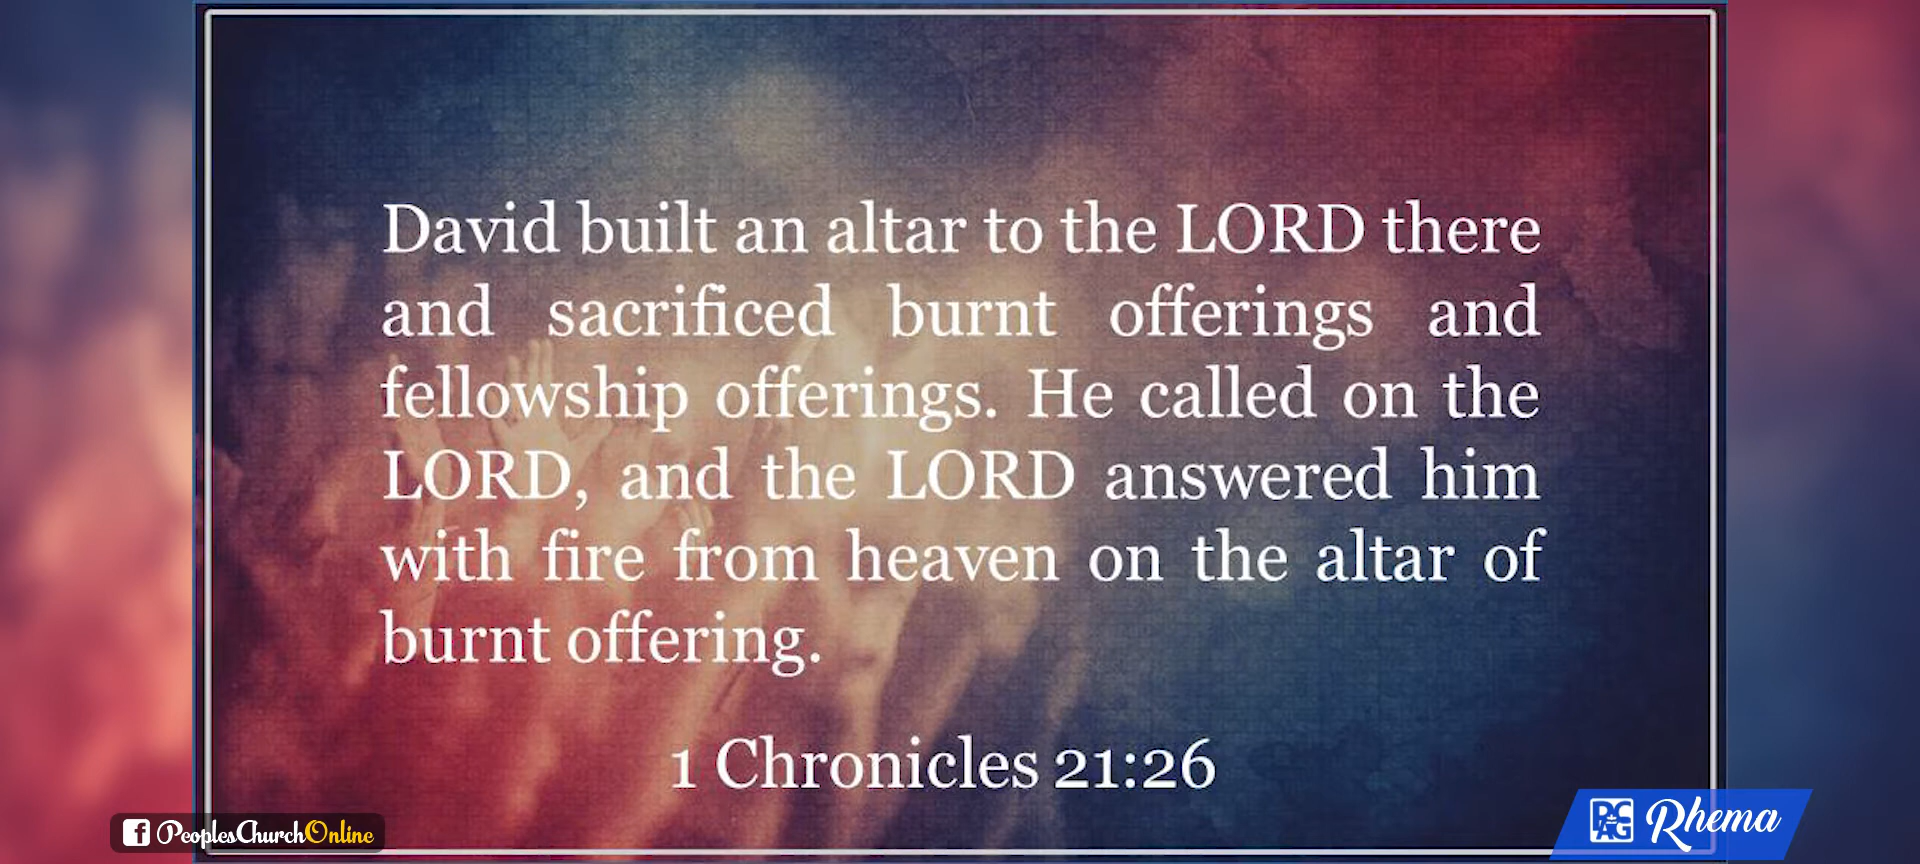 David built an altar to the LORD there
and sacrificed burnt offerings and
fellowship offerings. He called on the
LORD, and the LORD answered him
with fire from heaven on the altar of
burnt offering.
1 Chronicles 21:26
f PeoplesChurchOnline
PCAG Rhema